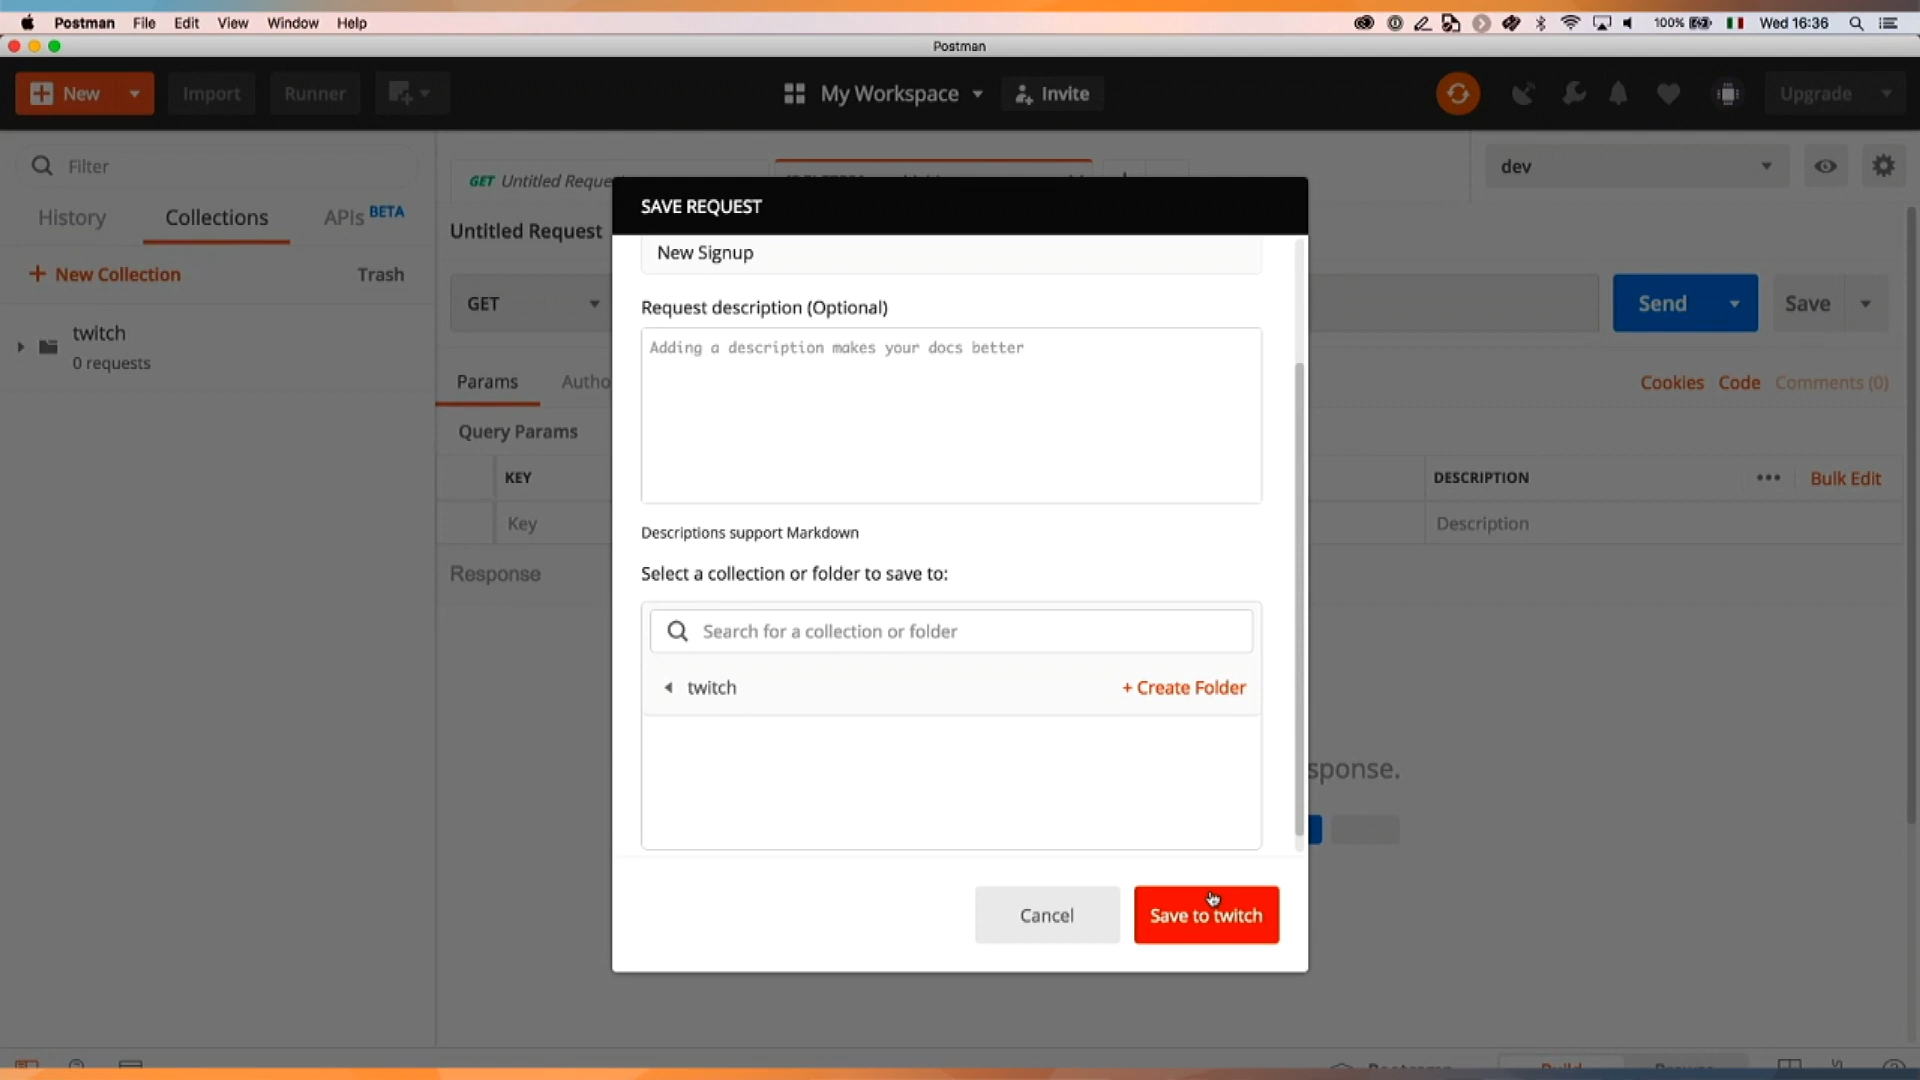 Postman File Edit View Window Help 100% Wed 16:36
Postman
New Import Runner My Workspace Invite Upgrade
Filter
GET Untitled Reque
dev
History Collections APIs BETA
SAVE REQUEST
Untitled Request
New Signup
New Collection Trash
GET
Request description (Optional)
Send Save
twitch
0 requests
Adding a description makes your docs better
Params Autho
Cookies Code Comments (0)
Query Params
KEY
DESCRIPTION ••• Bulk Edit
Key
Description
Descriptions support Markdown
Response
Select a collection or folder to save to:
Search for a collection or folder
twitch + Create Folder
sponse.
Cancel Save to twitch